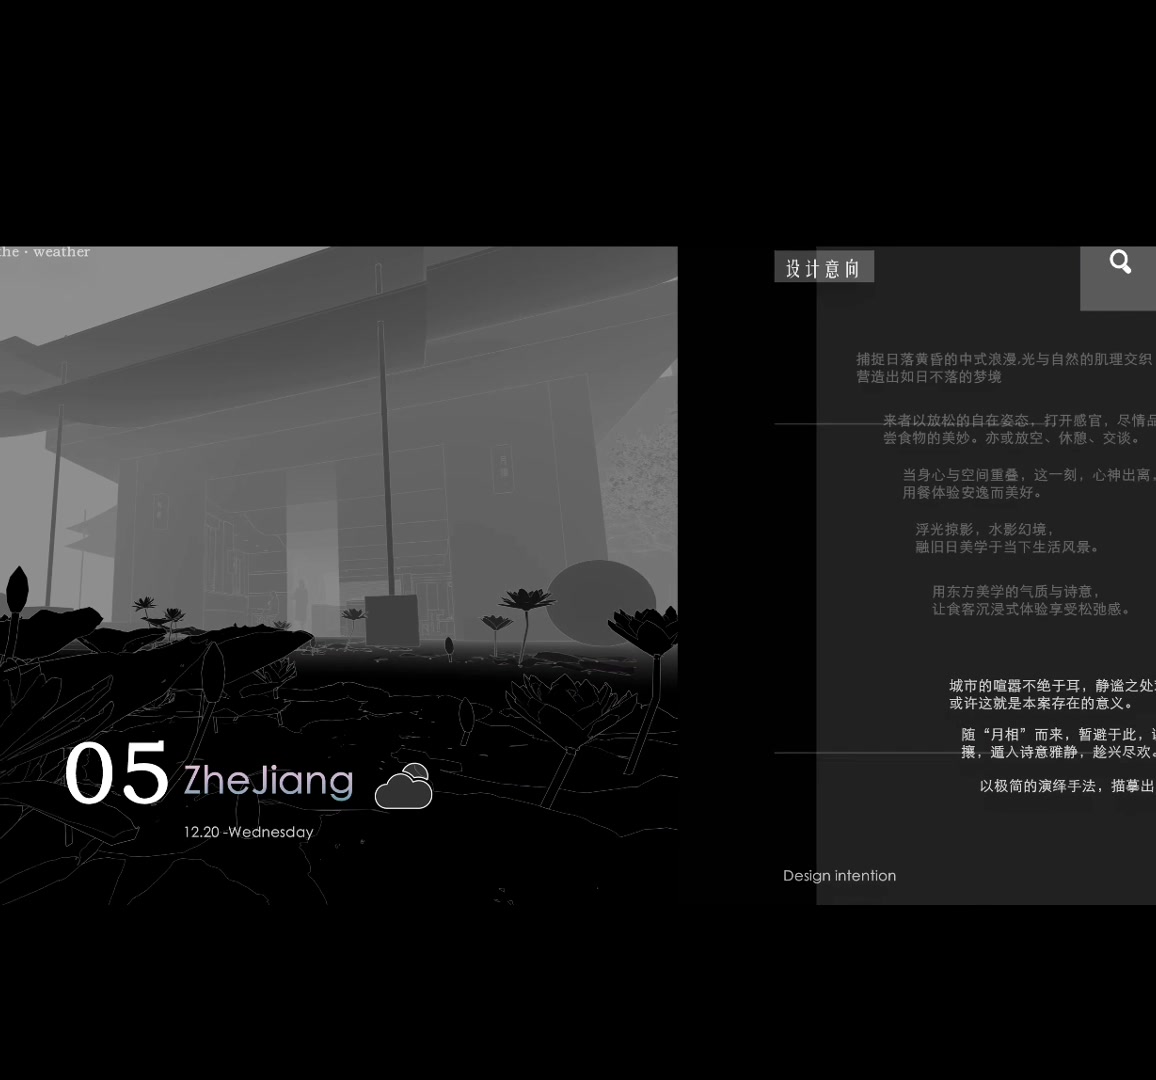 the · weather
05
ZheJiang
12.20 -Wednesday
设计意向
捕捉日落黄昏的中式浪漫,光与自然的肌理交织
营造出如日不落的梦境
来者以放松的自在姿态，打开感官，尽情品
尝食物的美妙。亦或放空、休憩、交谈。
当身心与空间重叠，这一刻，心神出离，
用餐体验安逸而美好。
浮光掠影，水影幻境，
融旧日美学于当下生活风景。
用东方美学的气质与诗意，
让食客沉浸式体验享受松弛感。
城市的喧嚣不绝于耳，静谧之处
或许这就是本案存在的意义。
随“月相”而来，暂避于此，
攘，遁入诗意雅静，趁兴尽欢。
以极简的演绎手法，描摹出
Design intention